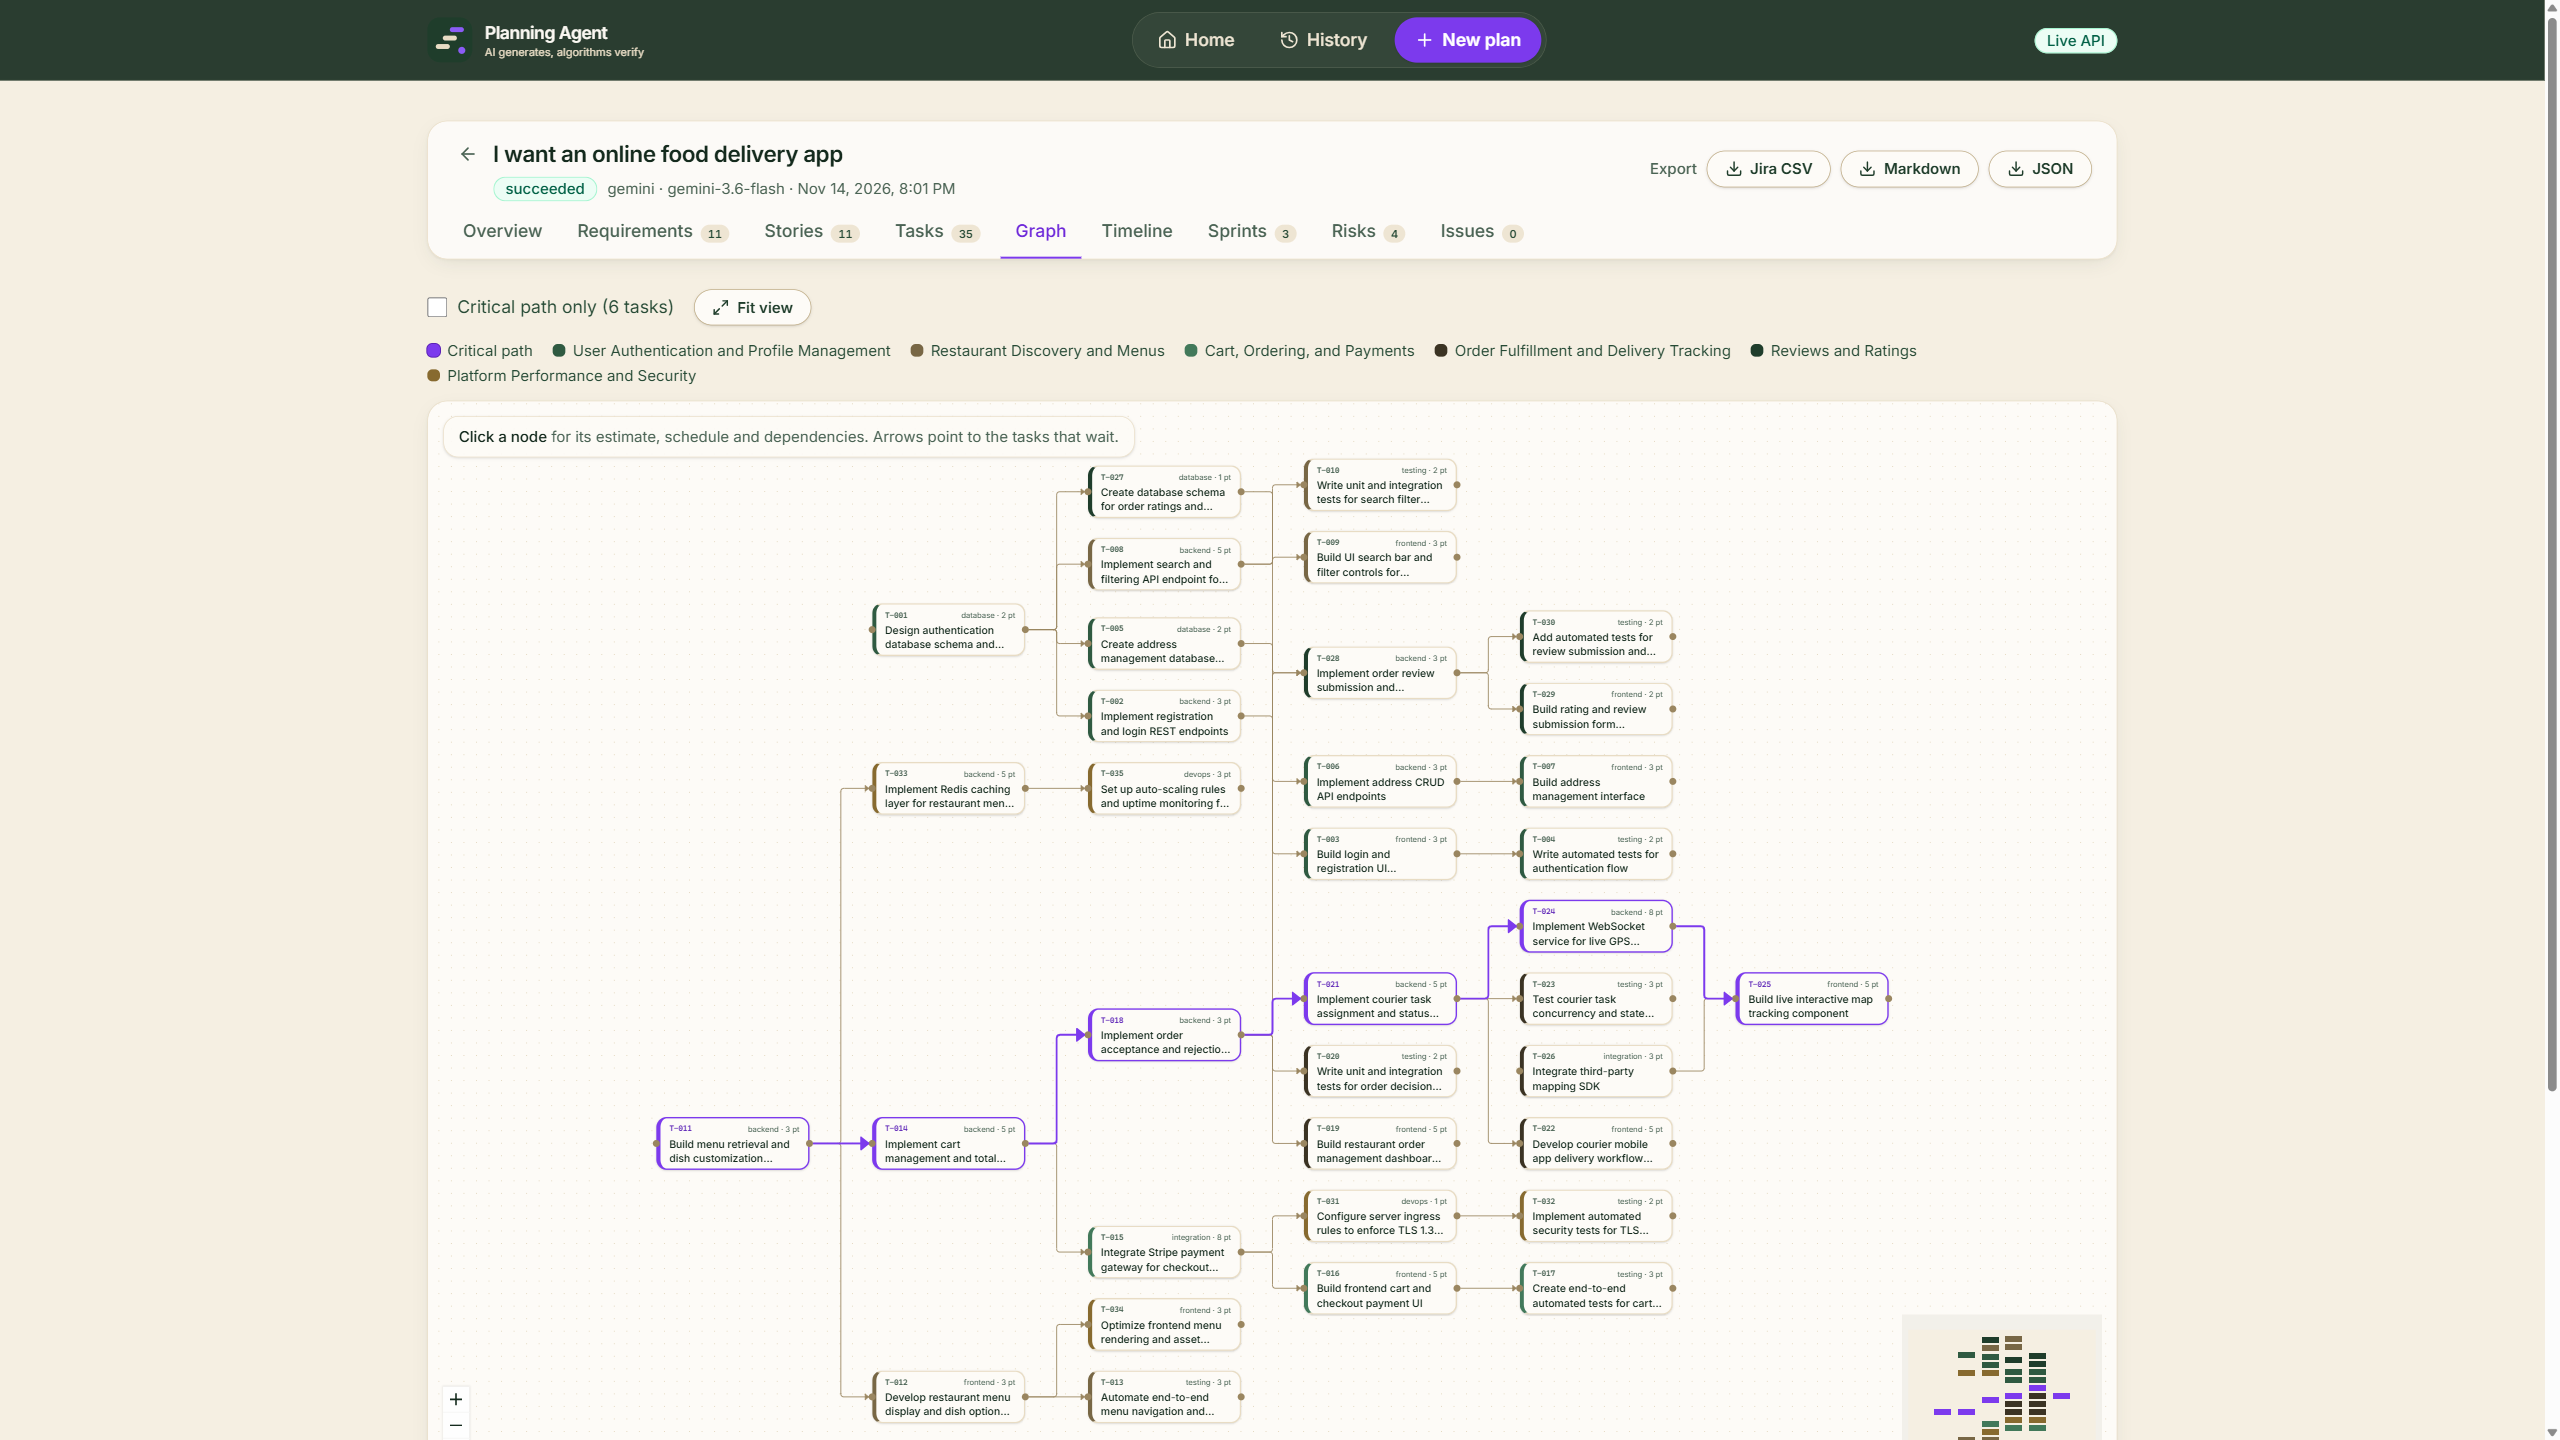 Planning Agent
AI generates, algorithms verify
Home
History
New plan
Live API
I want an online food delivery app
succeeded
gemini · gemini-3.6-flash · Nov 14, 2026, 8:01 PM
Export
Jira CSV
Markdown
JSON
Overview
Requirements 11
Stories 11
Tasks 35
Graph
Timeline
Sprints 3
Risks 4
Issues 0
Critical path only (6 tasks)
Fit view
Critical path
User Authentication and Profile Management
Restaurant Discovery and Menus
Cart, Ordering, and Payments
Order Fulfillment and Delivery Tracking
Reviews and Ratings
Platform Performance and Security
Click a node for its estimate, schedule and dependencies. Arrows point to the tasks that wait.
T-011 backend · 3 pt
Build menu retrieval and
dish customization...
T-001 database · 2 pt
Design authentication
database schema and...
T-033 backend · 5 pt
Implement Redis caching
layer for restaurant men...
T-014 backend · 5 pt
Implement cart
management and total...
T-012 frontend · 3 pt
Develop restaurant menu
display and dish option...
T-027 database · 1 pt
Create database schema
for order ratings and...
T-008 backend · 5 pt
Implement search and
filtering API endpoint fo...
T-005 database · 2 pt
Create address
management database...
T-002 backend · 3 pt
Implement registration
and login REST endpoints
T-035 devops · 3 pt
Set up auto-scaling rules
and uptime monitoring f...
T-018 backend · 3 pt
Implement order
acceptance and rejectio...
T-015 integration · 8 pt
Integrate Stripe payment
gateway for checkout...
T-034 frontend · 3 pt
Optimize frontend menu
rendering and asset...
T-013 testing · 3 pt
Automate end-to-end
menu navigation and...
T-010 testing · 2 pt
Write unit and integration
tests for search filter...
T-009 frontend · 3 pt
Build UI search bar and
filter controls for...
T-028 backend · 3 pt
Implement order review
submission and...
T-006 backend · 3 pt
Implement address CRUD
API endpoints
T-003 frontend · 3 pt
Build login and
registration UI...
T-021 backend · 5 pt
Implement courier task
assignment and status...
T-020 testing · 2 pt
Write unit and integration
tests for order decision...
T-019 frontend · 5 pt
Build restaurant order
management dashboar...
T-031 devops · 1 pt
Configure server ingress
rules to enforce TLS 1.3...
T-016 frontend · 5 pt
Build frontend cart and
checkout payment UI
T-030 testing · 2 pt
Add automated tests for
review submission and...
T-029 frontend · 2 pt
Build rating and review
submission form...
T-007 frontend · 3 pt
Build address
management interface
T-004 testing · 2 pt
Write automated tests for
authentication flow
T-024 backend · 8 pt
Implement WebSocket
service for live GPS...
T-023 testing · 3 pt
Test courier task
concurrency and state...
T-026 integration · 3 pt
Integrate third-party
mapping SDK
T-022 frontend · 5 pt
Develop courier mobile
app delivery workflow...
T-032 testing · 2 pt
Implement automated
security tests for TLS...
T-017 testing · 3 pt
Create end-to-end
automated tests for cart...
T-025 frontend · 5 pt
Build live interactive map
tracking component